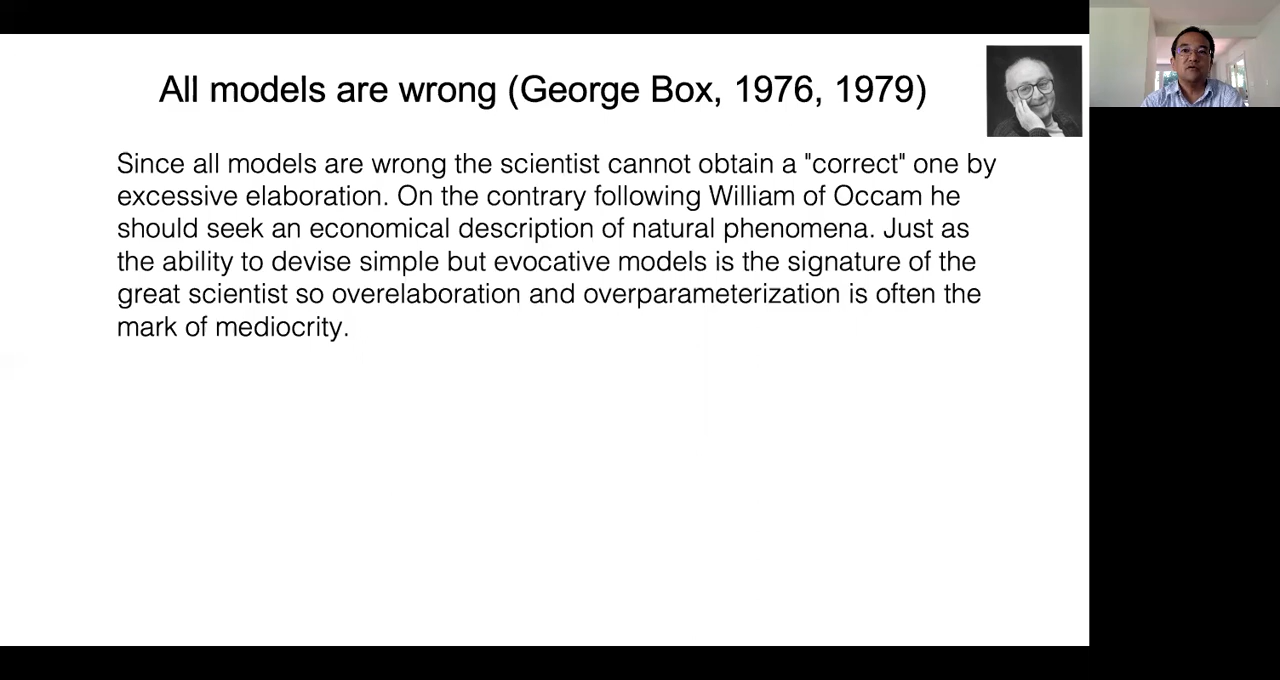 All models are wrong (George Box, 1976, 1979)
Since all models are wrong the scientist cannot obtain a "correct" one by
excessive elaboration. On the contrary following William of Occam he
should seek an economical description of natural phenomena. Just as
the ability to devise simple but evocative models is the signature of the
great scientist so overelaboration and overparameterization is often the
mark of mediocrity.